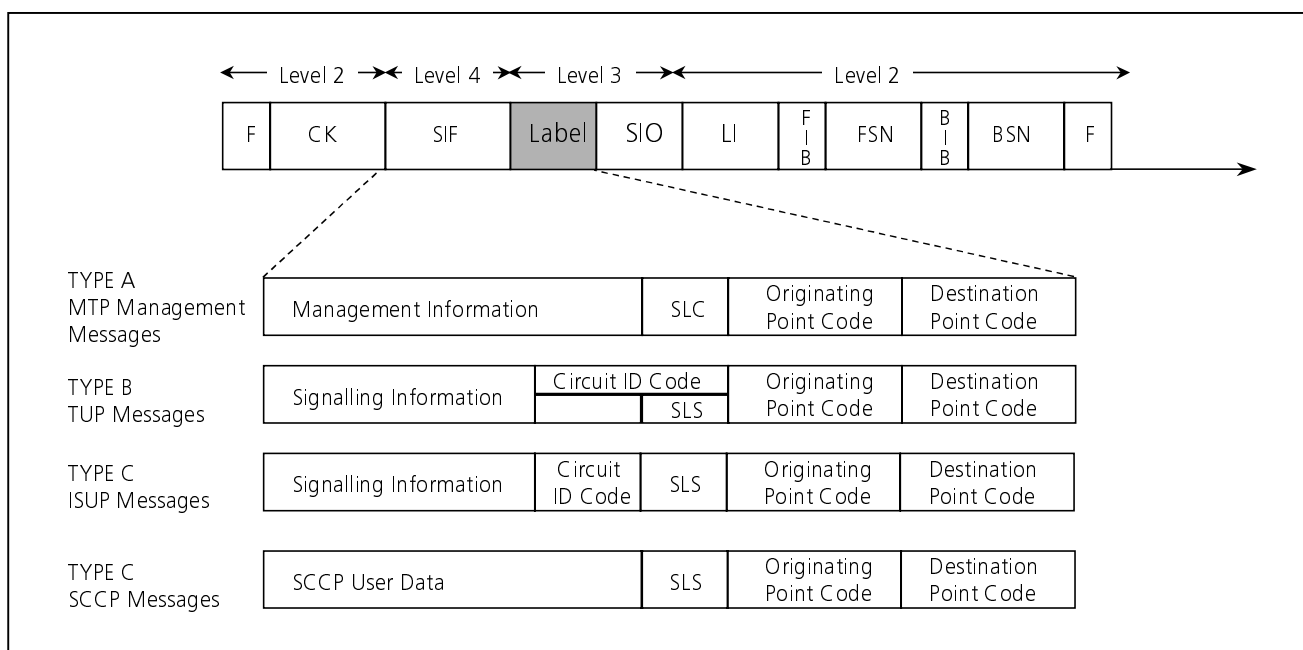 Level 2 Level 4 Level 3 Level 2
F CK SIF Label SIO LI F I B FSN B I B BSN F
TYPE A
MTP Management
Messages
Management Information SLC Originating Point Code Destination Point Code
TYPE B
TUP Messages
Signalling Information Circuit ID Code SLS Originating Point Code Destination Point Code
TYPE C
ISUP Messages
Signalling Information Circuit ID Code SLS Originating Point Code Destination Point Code
TYPE C
SCCP Messages
SCCP User Data SLS Originating Point Code Destination Point Code